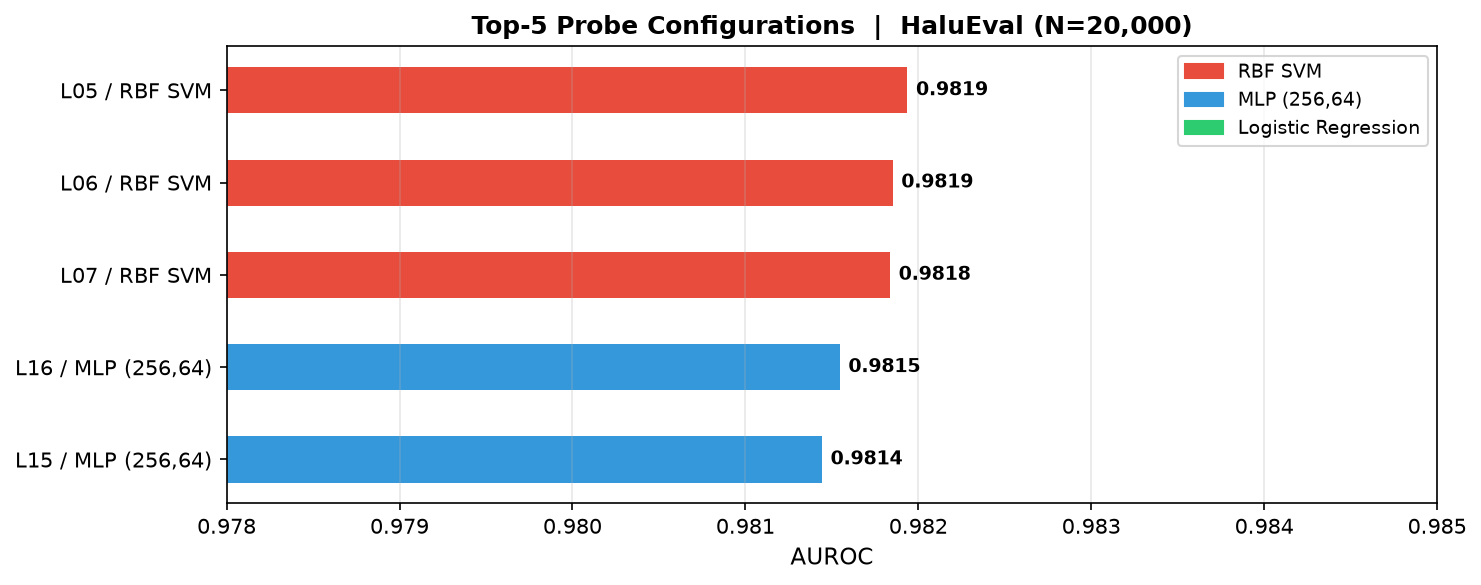 Top-5 Probe Configurations | HaluEval (N=20,000)
RBF SVM
MLP (256,64)
Logistic Regression
L05 / RBF SVM 0.9819
L06 / RBF SVM 0.9819
L07 / RBF SVM 0.9818
L16 / MLP (256,64) 0.9815
L15 / MLP (256,64) 0.9814
0.978 0.979 0.980 0.981 0.982 0.983 0.984 0.985
AUROC